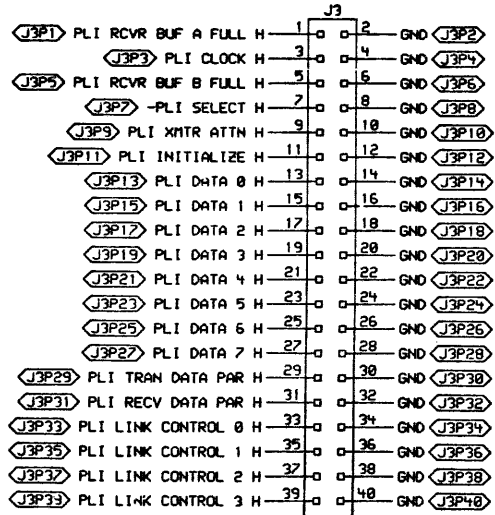 J3
J3P1 PLI RCVR BUF A FULL H 1 2 GND J3P2
J3P3 PLI CLOCK H 3 4 GND J3P4
J3P5 PLI RCVR BUF B FULL H 5 6 GND J3P6
J3P7 -PLI SELECT H 7 8 GND J3P8
J3P9 PLI XMTR ATTN H 9 10 GND J3P10
J3P11 PLI INITIALIZE H 11 12 GND J3P12
J3P13 PLI DATA 0 H 13 14 GND J3P14
J3P15 PLI DATA 1 H 15 16 GND J3P16
J3P17 PLI DATA 2 H 17 18 GND J3P18
J3P19 PLI DATA 3 H 19 20 GND J3P20
J3P21 PLI DATA 4 H 21 22 GND J3P22
J3P23 PLI DATA 5 H 23 24 GND J3P24
J3P25 PLI DATA 6 H 25 26 GND J3P26
J3P27 PLI DATA 7 H 27 28 GND J3P28
J3P29 PLI TRAN DATA PAR H 29 30 GND J3P30
J3P31 PLI RECV DATA PAR H 31 32 GND J3P32
J3P33 PLI LINK CONTROL 0 H 33 34 GND J3P34
J3P35 PLI LINK CONTROL 1 H 35 36 GND J3P36
J3P37 PLI LINK CONTROL 2 H 37 38 GND J3P38
J3P39 PLI LINK CONTROL 3 H 39 40 GND J3P40